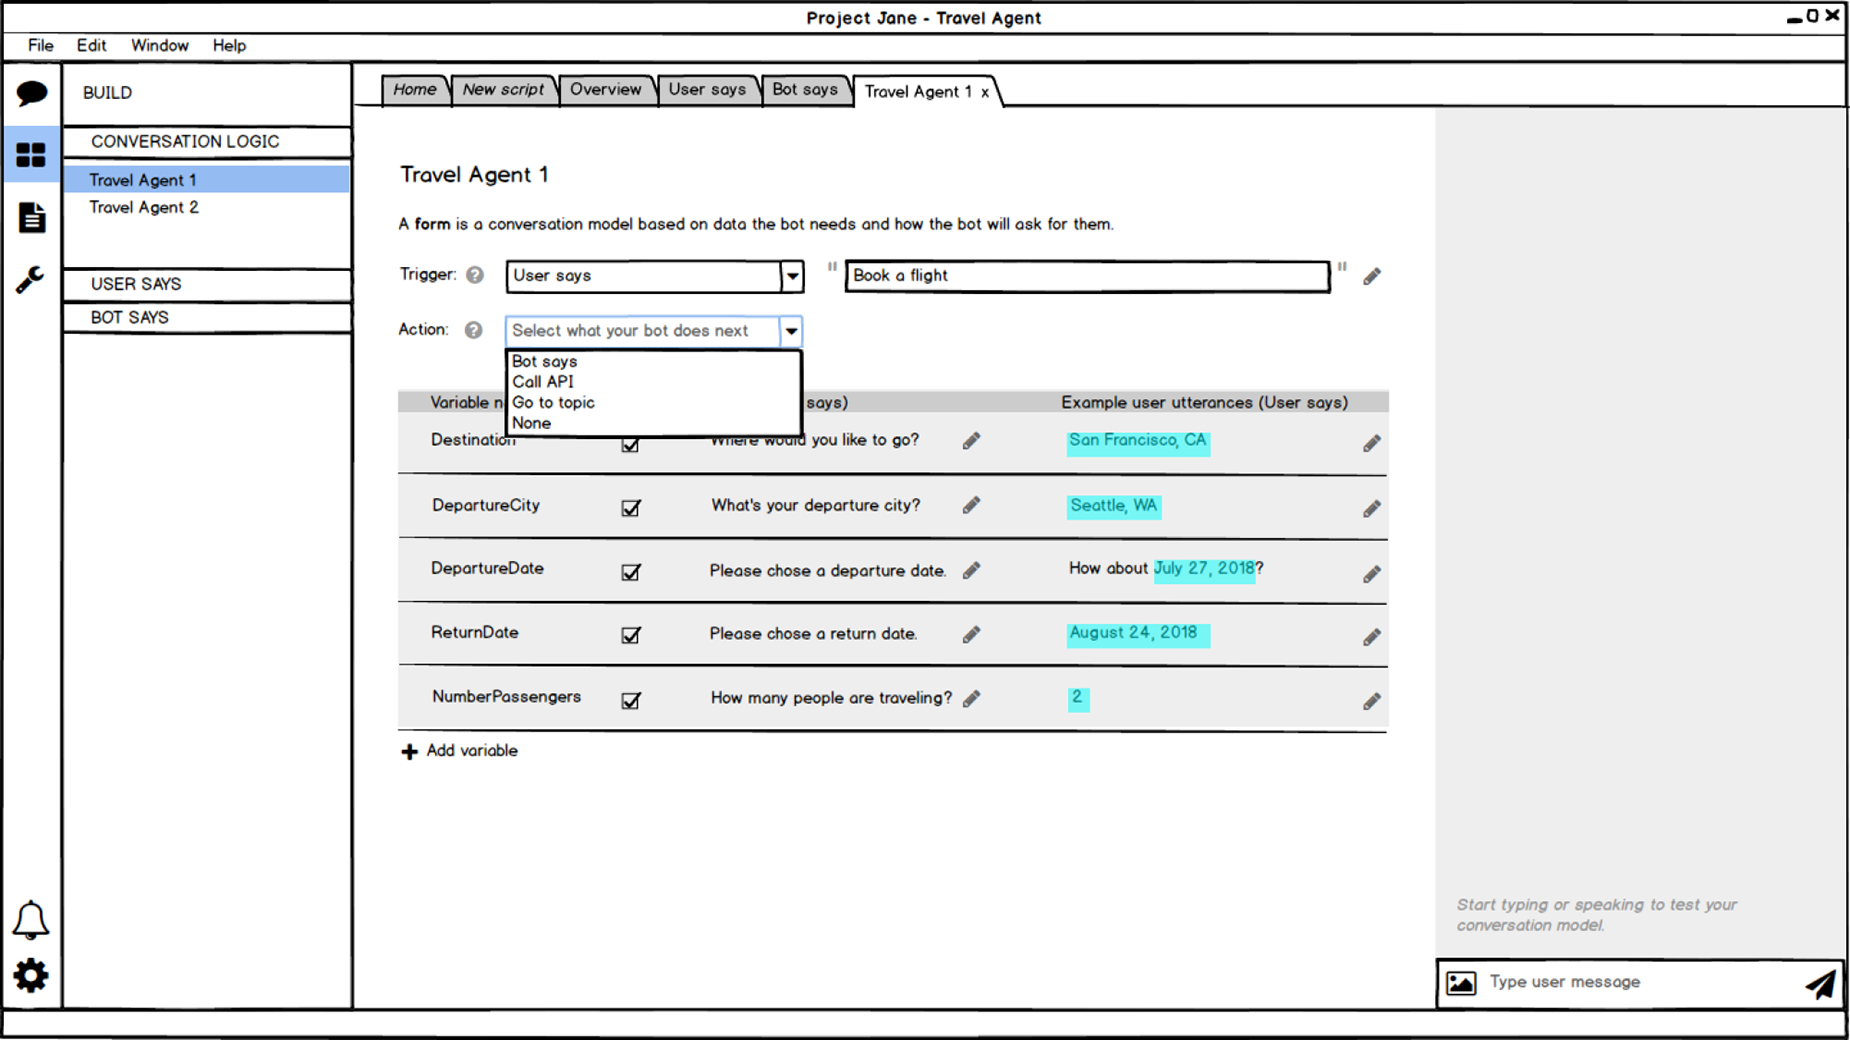 Project Jane - Travel Agent
File Edit Window Help
BUILD
CONVERSATION LOGIC
Travel Agent 1
Travel Agent 2
USER SAYS
BOT SAYS
Home New script Overview User says Bot says Travel Agent 1 x
Travel Agent 1
A form is a conversation model based on data the bot needs and how the bot will ask for them.
Trigger: ? User says " Book a flight "
Action: ? Select what your bot does next
Bot says
Call API
Go to topic
None
Variable says) Example user utterances (User says)
Destination Where would you like to go? San Francisco, CA
DepartureCity What's your departure city? Seattle, WA
DepartureDate Please chose a departure date. How about July 27, 2018?
ReturnDate Please chose a return date. August 24, 2018
NumberPassengers How many people are traveling? 2
Add variable
Start typing or speaking to test your
conversation model.
Type user message